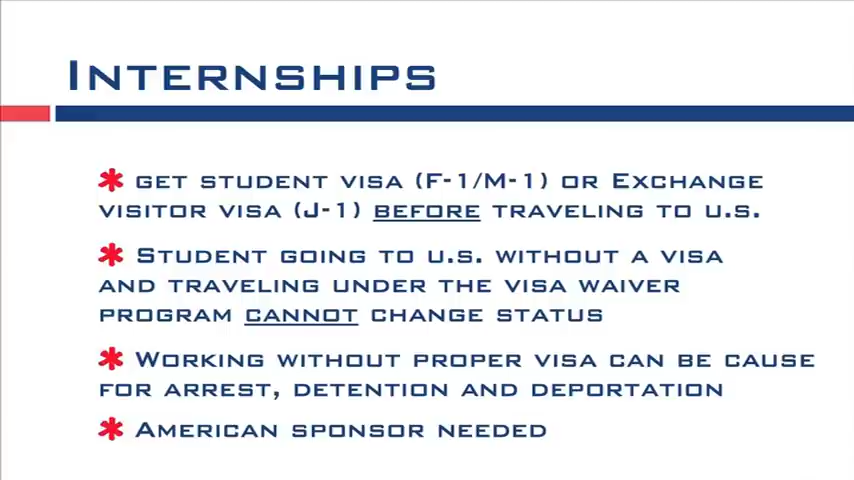 INTERNSHIPS
* GET STUDENT VISA (F-1/M-1) OR EXCHANGE
VISITOR VISA (J-1) BEFORE TRAVELING TO U.S.
* STUDENT GOING TO U.S. WITHOUT A VISA
AND TRAVELING UNDER THE VISA WAIVER
PROGRAM CANNOT CHANGE STATUS
* WORKING WITHOUT PROPER VISA CAN BE CAUSE
FOR ARREST, DETENTION AND DEPORTATION
* AMERICAN SPONSOR NEEDED